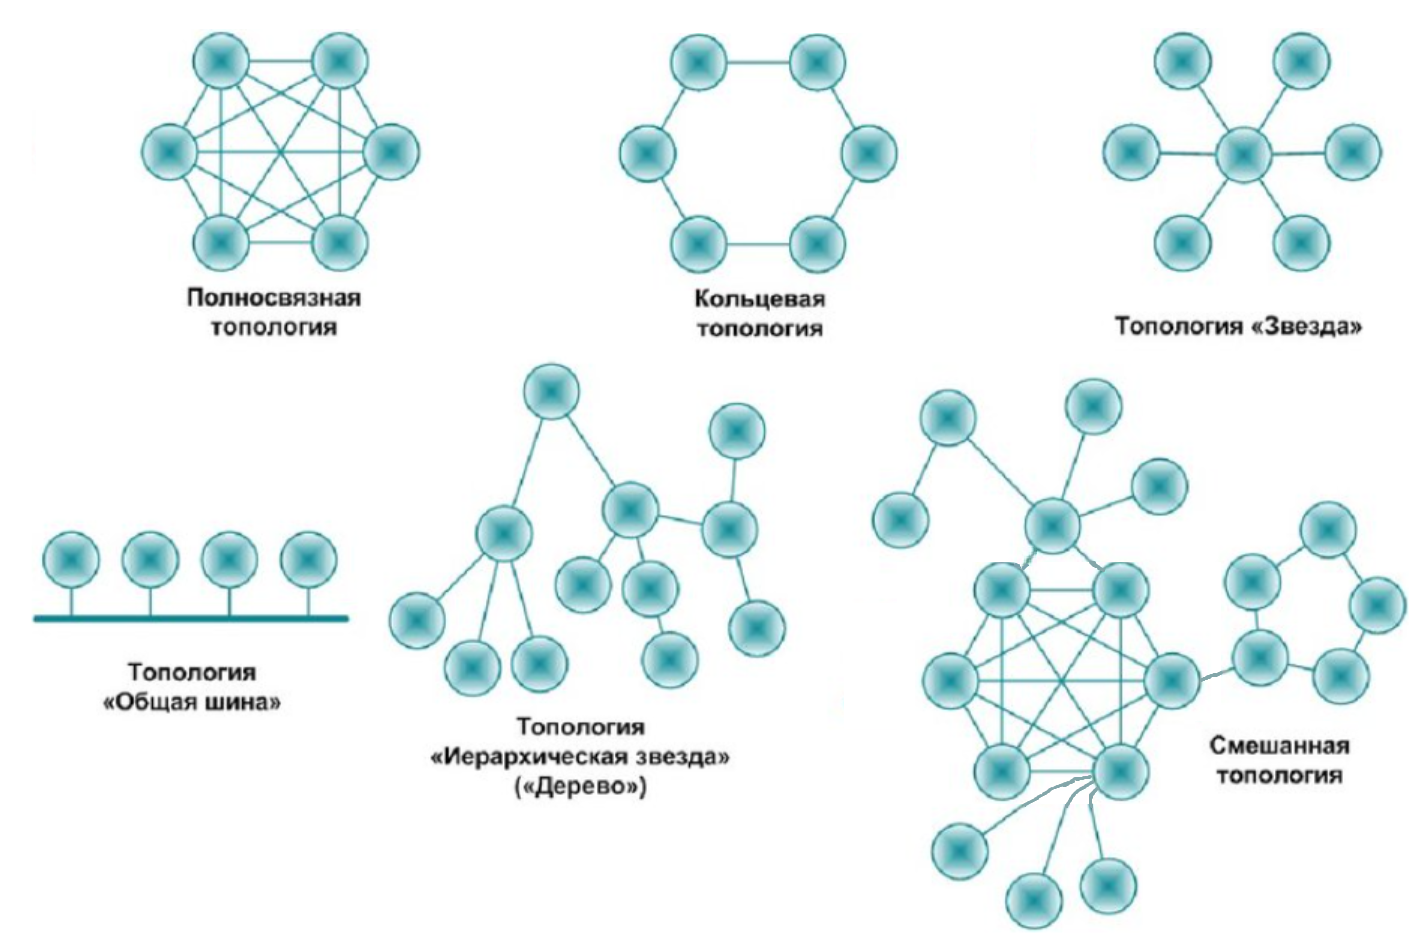 Полносвязная
топология
Кольцевая
топология
Топология «Звезда»
Топология
«Общая шина»
Топология
«Иерархическая звезда»
(«Дерево»)
Смешанная
топология